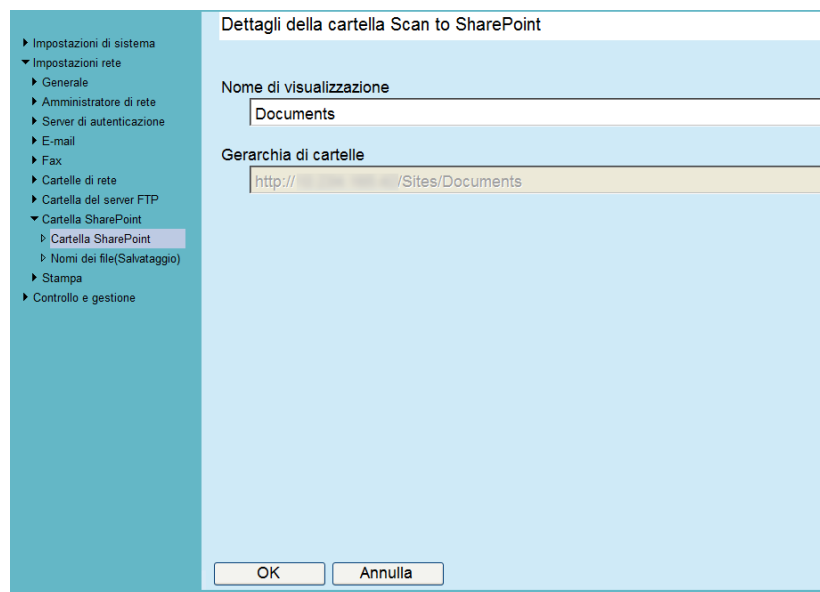 Impostazioni di sistema
Impostazioni rete
Generale
Amministratore di rete
Server di autenticazione
E-mail
Fax
Cartelle di rete
Cartella del server FTP
Cartella SharePoint
Cartella SharePoint
Nomi dei file(Salvataggio)
Stampa
Controllo e gestione
Dettagli della cartella Scan to SharePoint
Nome di visualizzazione
Documents
Gerarchia di cartelle
http:// /Sites/Documents
OK
Annulla